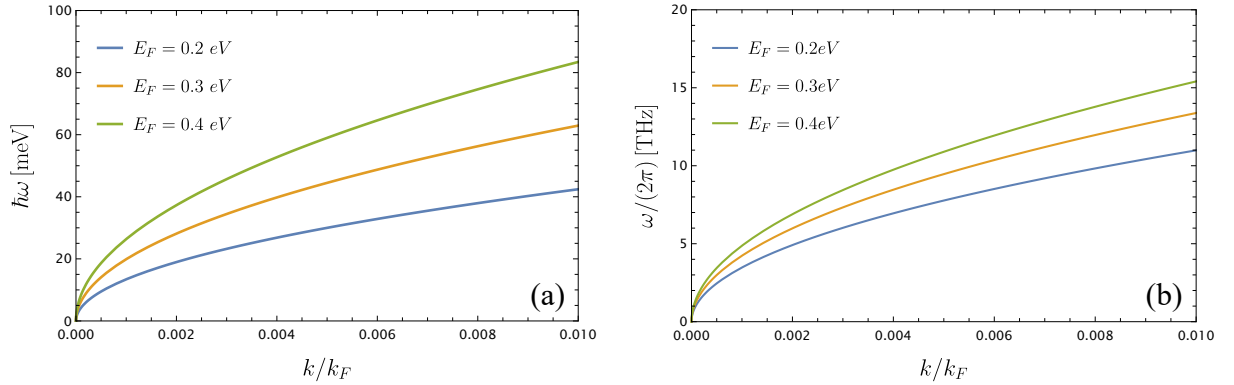 100
80
60
40
20
0
ħω [meV]
E_F = 0.2 eV
E_F = 0.3 eV
E_F = 0.4 eV
(a)
0.000 0.002 0.004 0.006 0.008 0.010
k/k_F
20
15
10
5
0
ω/(2π) [THz]
E_F = 0.2eV
E_F = 0.3eV
E_F = 0.4eV
(b)
0.000 0.002 0.004 0.006 0.008 0.010
k/k_F